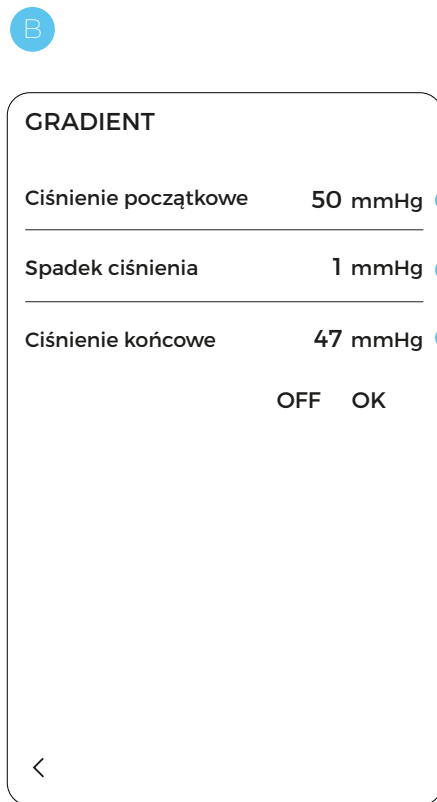 B
GRADIENT
Ciśnienie początkowe 50 mmHg
Spadek ciśnienia 1 mmHg
Ciśnienie końcowe 47 mmHg
OFF OK